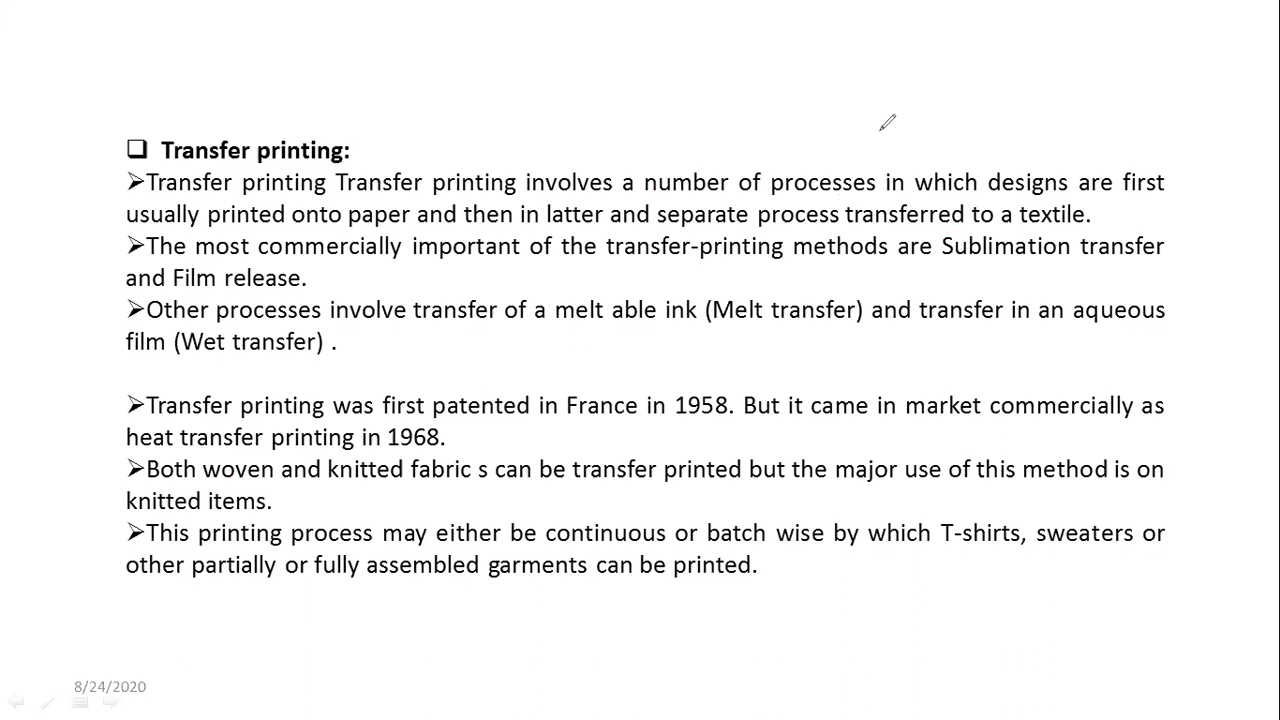 ❑ Transfer printing:
➢Transfer printing Transfer printing involves a number of processes in which designs are first
usually printed onto paper and then in latter and separate process transferred to a textile.
➢The most commercially important of the transfer-printing methods are Sublimation transfer
and Film release.
➢Other processes involve transfer of a melt able ink (Melt transfer) and transfer in an aqueous
film (Wet transfer) .
➢Transfer printing was first patented in France in 1958. But it came in market commercially as
heat transfer printing in 1968.
➢Both woven and knitted fabric s can be transfer printed but the major use of this method is on
knitted items.
➢This printing process may either be continuous or batch wise by which T-shirts, sweaters or
other partially or fully assembled garments can be printed.
8/24/2020